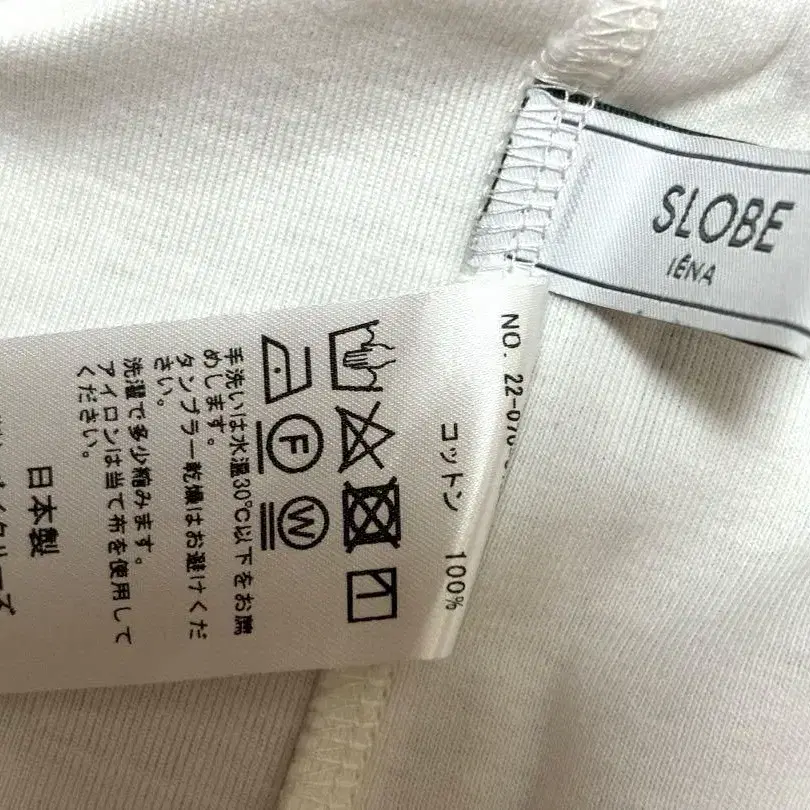 SLOBE
IÉNA
NO. 22-070-
コットン 100%
F
W
手洗いは水温30℃以下をお薦
めします。
タンブラー乾燥はお避けくだ
さい。
洗濯で多少縮みます。
アイロンは当て布を使用して
ください。
日本製